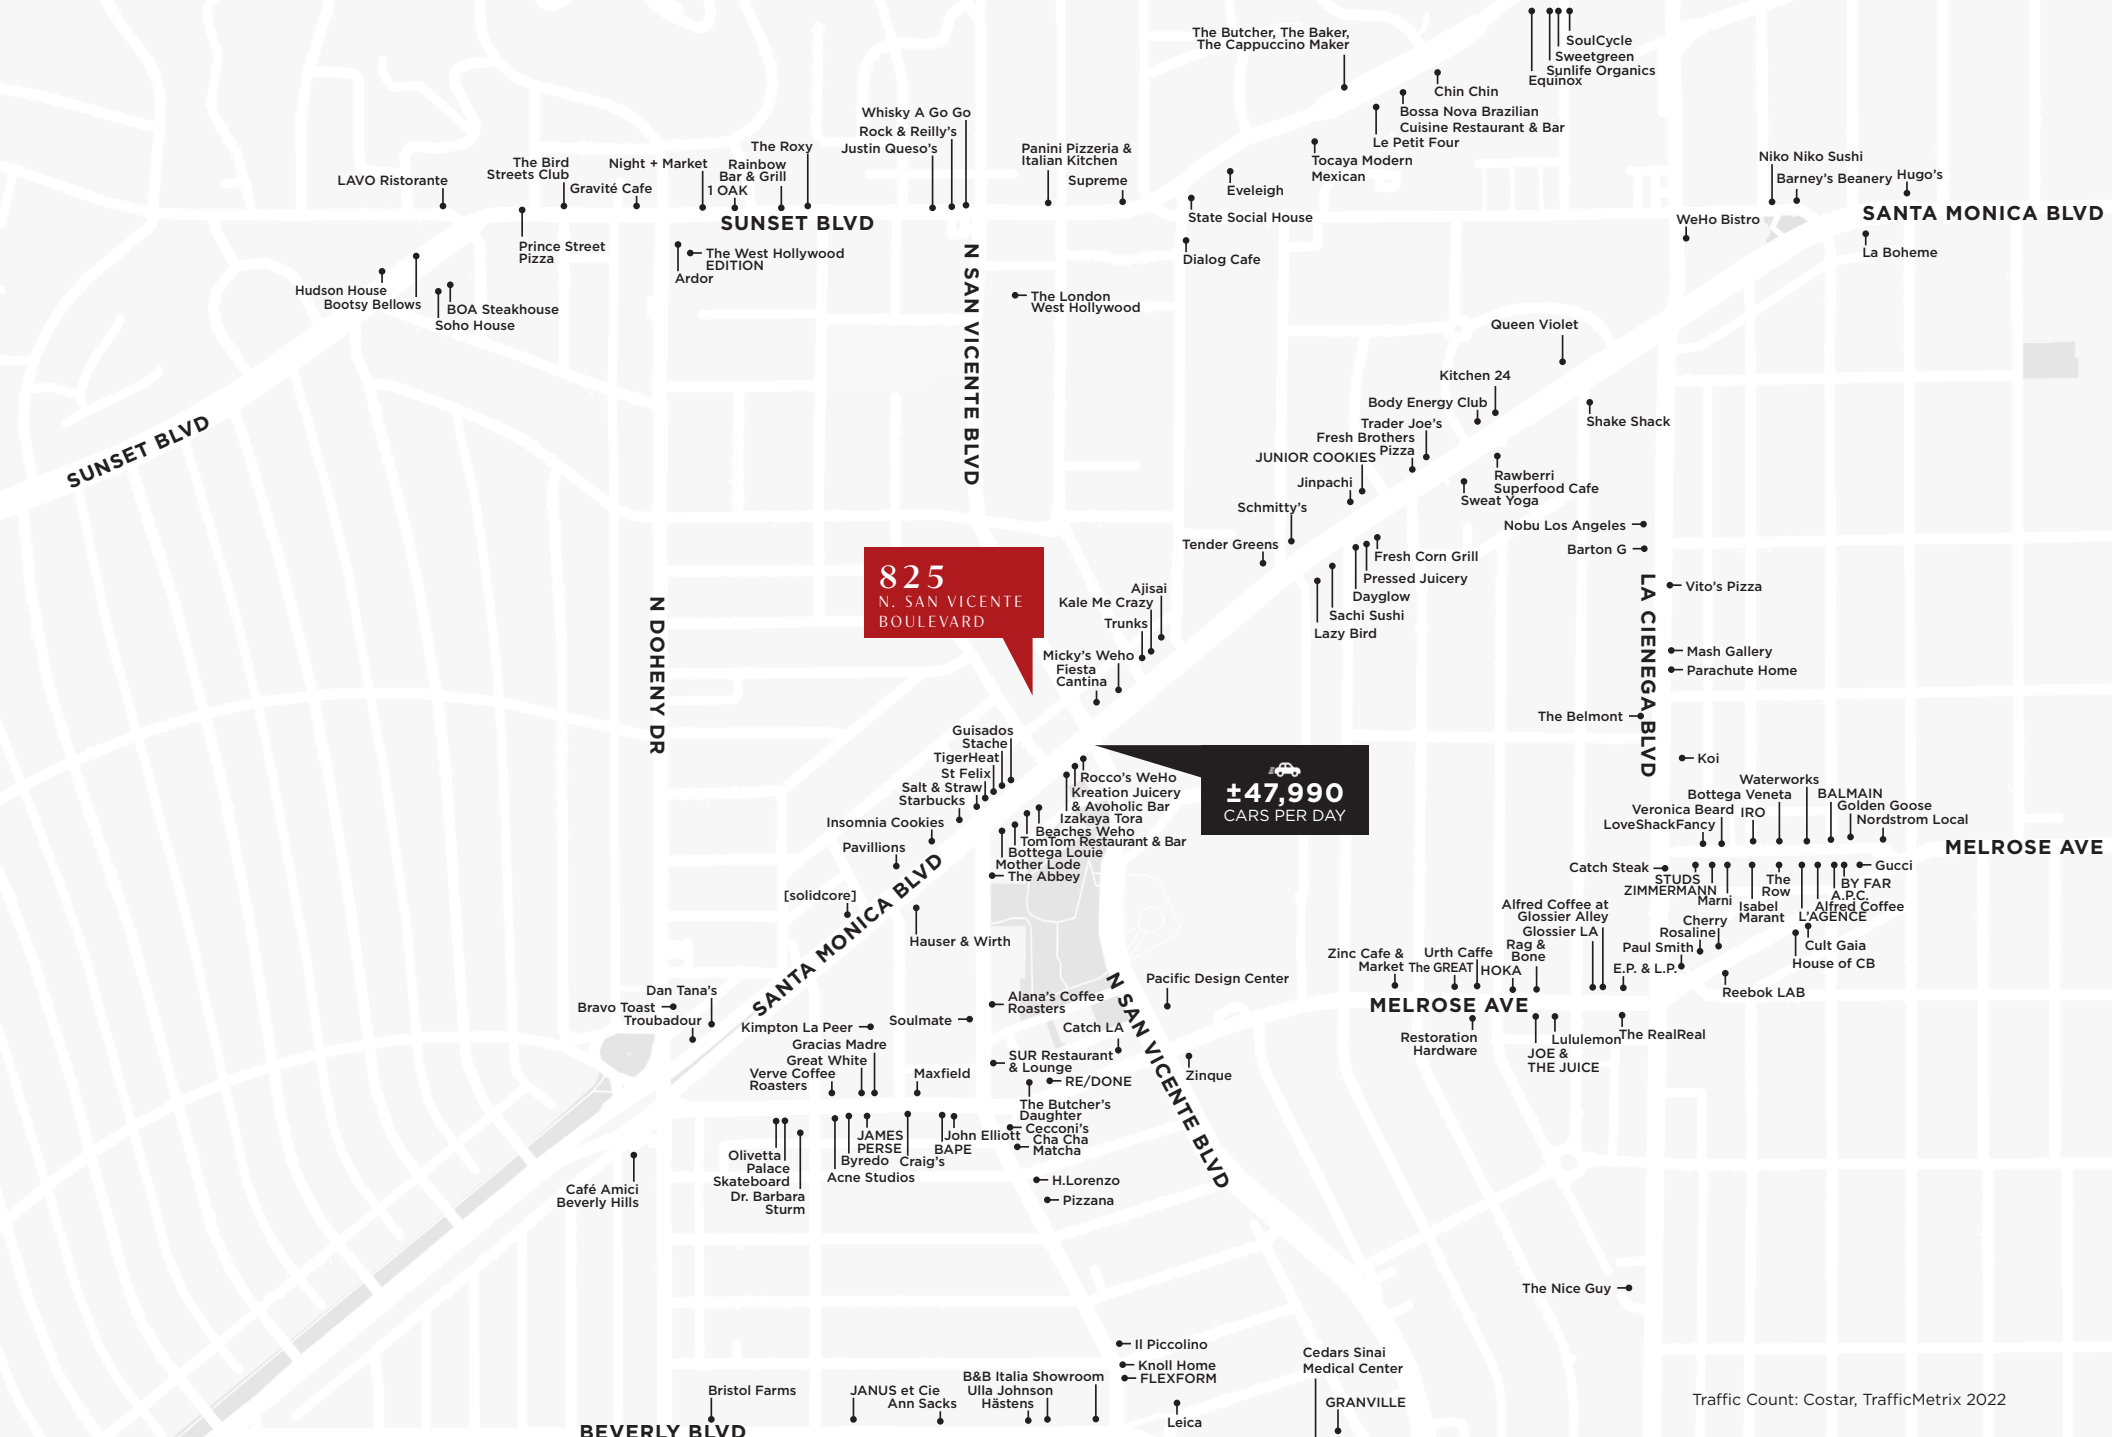 The Butcher, The Baker,
The Cappuccino Maker
SoulCycle
Sweetgreen
Sunlife Organics
Equinox
Chin Chin
Bossa Nova Brazilian
Cuisine Restaurant & Bar
Le Petit Four
Tocaya Modern
Mexican
Eveleigh
State Social House
Dialog Cafe
Whisky A Go Go
Rock & Reilly's
Justin Queso's
Panini Pizzeria &
Italian Kitchen
Supreme
The Roxy
Rainbow
Bar & Grill
1 OAK
Night + Market
Gravité Cafe
The Bird
Streets Club
LAVO Ristorante
SUNSET BLVD
Prince Street
Pizza
The West Hollywood
EDITION
Ardor
Hudson House
Bootsy Bellows
BOA Steakhouse
Soho House
The London
West Hollywood
N SAN VICENTE BLVD
Niko Niko Sushi
Barney's Beanery
Hugo's
WeHo Bistro
SANTA MONICA BLVD
La Boheme
SUNSET BLVD
Queen Violet
Kitchen 24
Body Energy Club
Trader Joe's
Fresh Brothers
Pizza
JUNIOR COOKIES
Jinpachi
Schmitty's
Tender Greens
Shake Shack
Rawberri
Superfood Cafe
Sweat Yoga
Nobu Los Angeles
Barton G
Vito's Pizza
Fresh Corn Grill
Pressed Juicery
Dayglow
Sachi Sushi
Lazy Bird
825
N. SAN VICENTE
BOULEVARD
Ajisai
Kale Me Crazy
Trunks
Micky's Weho
Fiesta
Cantina
N DOHENY DR
LA CIENEGA BLVD
Mash Gallery
Parachute Home
The Belmont
Koi
Guisados
Stache
TigerHeat
St Felix
Salt & Straw
Starbucks
Insomnia Cookies
Pavillions
[solidcore]
Rocco's WeHo
Kreation Juicery
& Avoholic Bar
Izakaya Tora
Beaches Weho
TomTom Restaurant & Bar
Bottega Louie
Mother Lode
The Abbey
±47,990
CARS PER DAY
SANTA MONICA BLVD
Hauser & Wirth
Waterworks
Bottega Veneta
BALMAIN
Veronica Beard
IRO
Golden Goose
LoveShackFancy
Nordstrom Local
MELROSE AVE
Catch Steak
Gucci
STUDS
ZIMMERMANN
Marni
The
Row
BY FAR
A.P.C.
Isabel
Marant
Alfred Coffee
L'AGENCE
Cult Gaia
House of CB
Cherry
Rosaline
Paul Smith
Reebok LAB
Alfred Coffee at
Glossier Alley
Glossier LA
E.P. & L.P.
Rag &
Bone
Urth Caffe
HOKA
The GREAT
Zinc Cafe &
Market
MELROSE AVE
Restoration
Hardware
JOE &
THE JUICE
Lululemon
The RealReal
Pacific Design Center
N SAN VICENTE BLVD
Zinque
Catch LA
Alana's Coffee
Roasters
Soulmate
SUR Restaurant
& Lounge
RE/DONE
The Butcher's
Daughter
Cecconi's
Cha Cha
Matcha
H.Lorenzo
Pizzana
Dan Tana's
Bravo Toast
Troubadour
Kimpton La Peer
Gracias Madre
Great White
Verve Coffee
Roasters
Maxfield
John Elliott
BAPE
JAMES
PERSE
Craig's
Byredo
Acne Studios
Olivetta
Palace
Skateboard
Dr. Barbara
Sturm
Café Amici
Beverly Hills
The Nice Guy
Il Piccolino
Knoll Home
FLEXFORM
Leica
Cedars Sinai
Medical Center
GRANVILLE
B&B Italia Showroom
Ulla Johnson
Hästens
JANUS et Cie
Ann Sacks
Bristol Farms
BEVERLY BLVD
Traffic Count: Costar, TrafficMetrix 2022